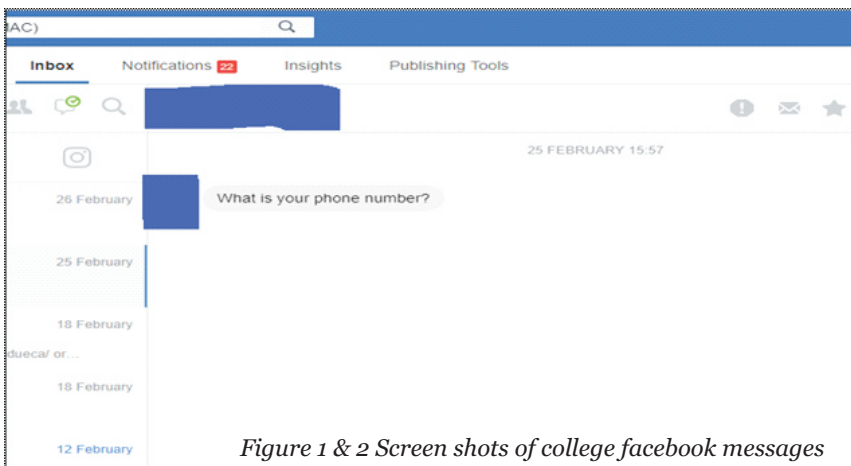 IAC)
Inbox Notifications 22 Insights Publishing Tools
25 FEBRUARY 15:57
26 February
What is your phone number?
25 February
18 February
dueca/ or...
18 February
12 February
Figure 1 & 2 Screen shots of college facebook messages